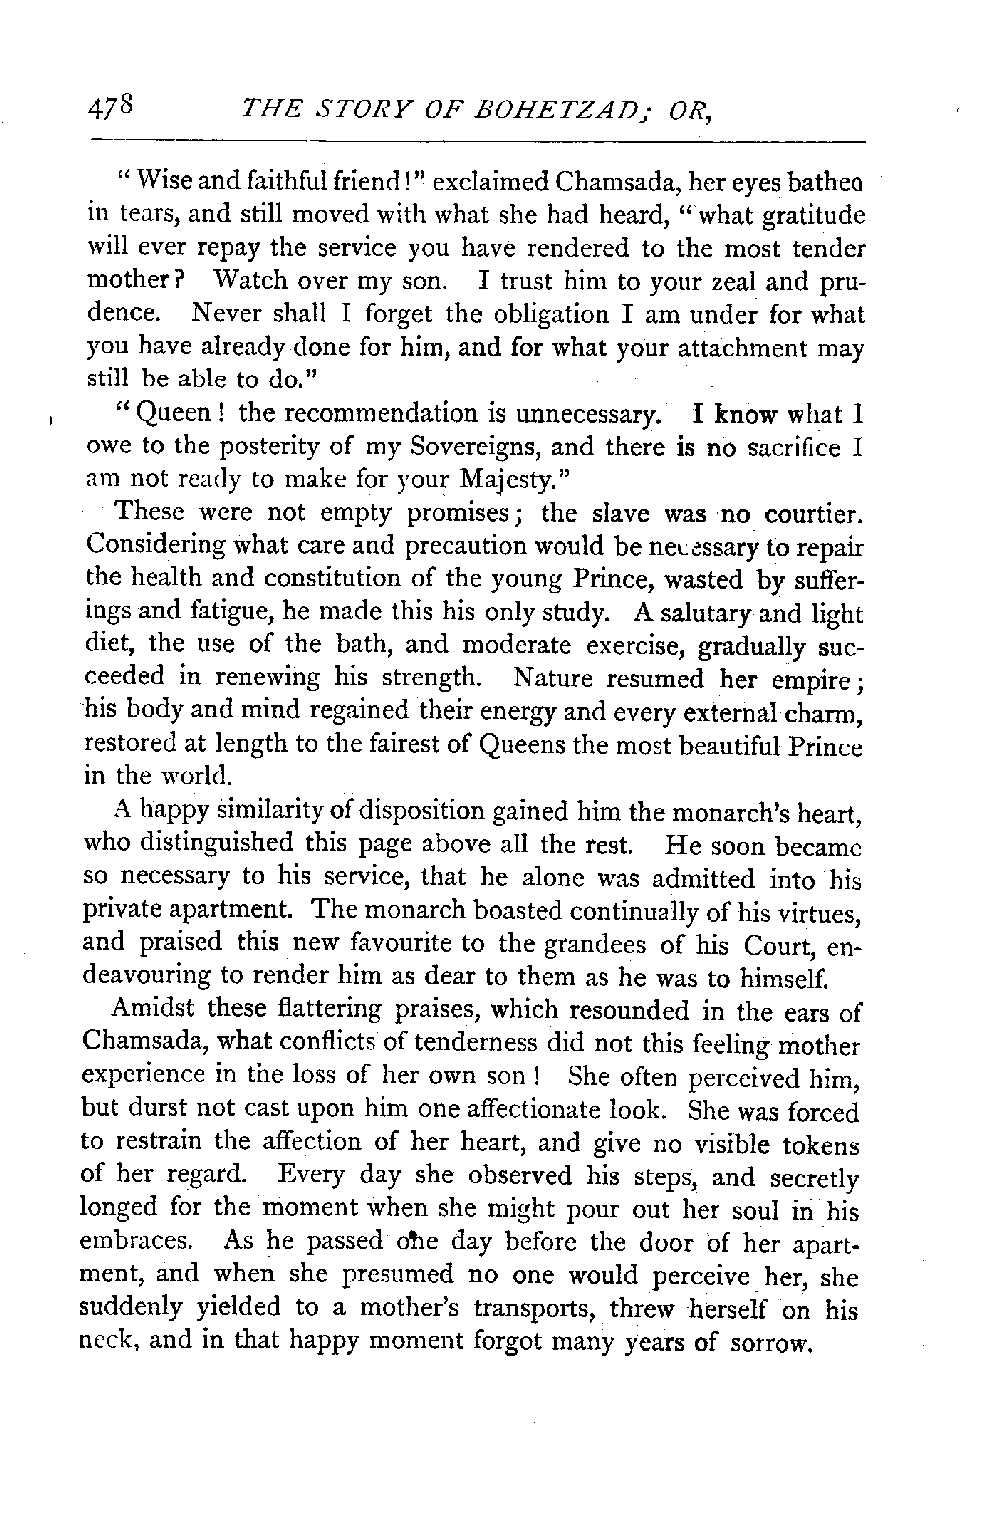 478 THE STORY OF BOHETZAD; OR,
"Wise and faithful friend!" exclaimed Chamsada, her eyes bathed
in tears, and still moved with what she had heard, "what gratitude
will ever repay the service you have rendered to the most tender
mother? Watch over my son. I trust him to your zeal and pru-
dence. Never shall I forget the obligation I am under for what
you have already done for him, and for what your attachment may
still be able to do."
"Queen! the recommendation is unnecessary. I know what I
owe to the posterity of my Sovereigns, and there is no sacrifice I
am not ready to make for your Majesty."
These were not empty promises; the slave was no courtier.
Considering what care and precaution would be necessary to repair
the health and constitution of the young Prince, wasted by suffer-
ings and fatigue, he made this his only study. A salutary and light
diet, the use of the bath, and moderate exercise, gradually suc-
ceeded in renewing his strength. Nature resumed her empire;
his body and mind regained their energy and every external charm,
restored at length to the fairest of Queens the most beautiful Prince
in the world.
A happy similarity of disposition gained him the monarch's heart,
who distinguished this page above all the rest. He soon became
so necessary to his service, that he alone was admitted into his
private apartment. The monarch boasted continually of his virtues,
and praised this new favourite to the grandees of his Court, en-
deavouring to render him as dear to them as he was to himself.
Amidst these flattering praises, which resounded in the ears of
Chamsada, what conflicts of tenderness did not this feeling mother
experience in the loss of her own son! She often perceived him,
but durst not cast upon him one affectionate look. She was forced
to restrain the affection of her heart, and give no visible tokens
of her regard. Every day she observed his steps, and secretly
longed for the moment when she might pour out her soul in his
embraces. As he passed one day before the door of her apart-
ment, and when she presumed no one would perceive her, she
suddenly yielded to a mother's transports, threw herself on his
neck, and in that happy moment forgot many years of sorrow.